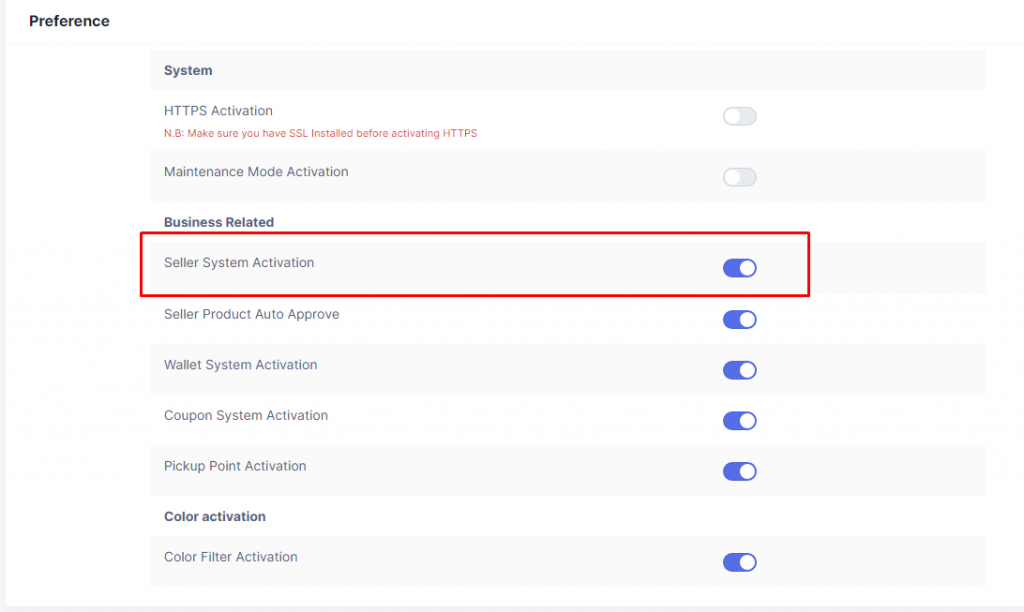 Preference
System
HTTPS Activation
N.B: Make sure you have SSL Installed before activating HTTPS
Maintenance Mode Activation
Business Related
Seller System Activation
Seller Product Auto Approve
Wallet System Activation
Coupon System Activation
Pickup Point Activation
Color activation
Color Filter Activation